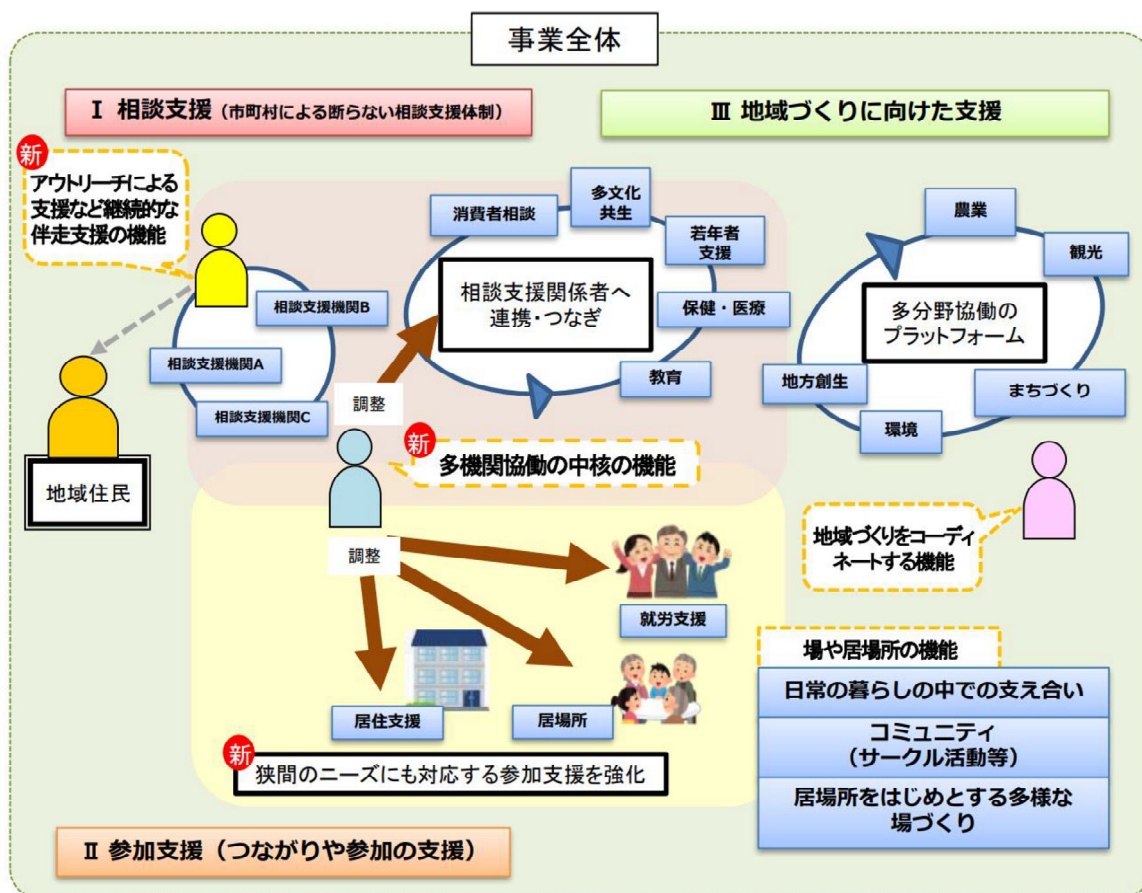 事業全体
Ⅰ 相談支援（市町村による断らない相談支援体制）
Ⅲ 地域づくりに向けた支援
新
アウトリーチによる
支援など継続的な
伴走支援の機能
相談支援機関B
相談支援機関A
相談支援機関C
地域住民
消費者相談
多文化
共生
若年者
支援
保健・医療
教育
相談支援関係者へ
連携・つなぎ
調整
新
多機関協働の中核の機能
農業
観光
まちづくり
環境
地方創生
多分野協働の
プラットフォーム
地域づくりをコーディ
ネートする機能
調整
就労支援
居住支援
居場所
新
狭間のニーズにも対応する参加支援を強化
場や居場所の機能
日常の暮らしの中での支え合い
コミュニティ
（サークル活動等）
居場所をはじめとする多様な
場づくり
Ⅱ 参加支援（つながりや参加の支援）